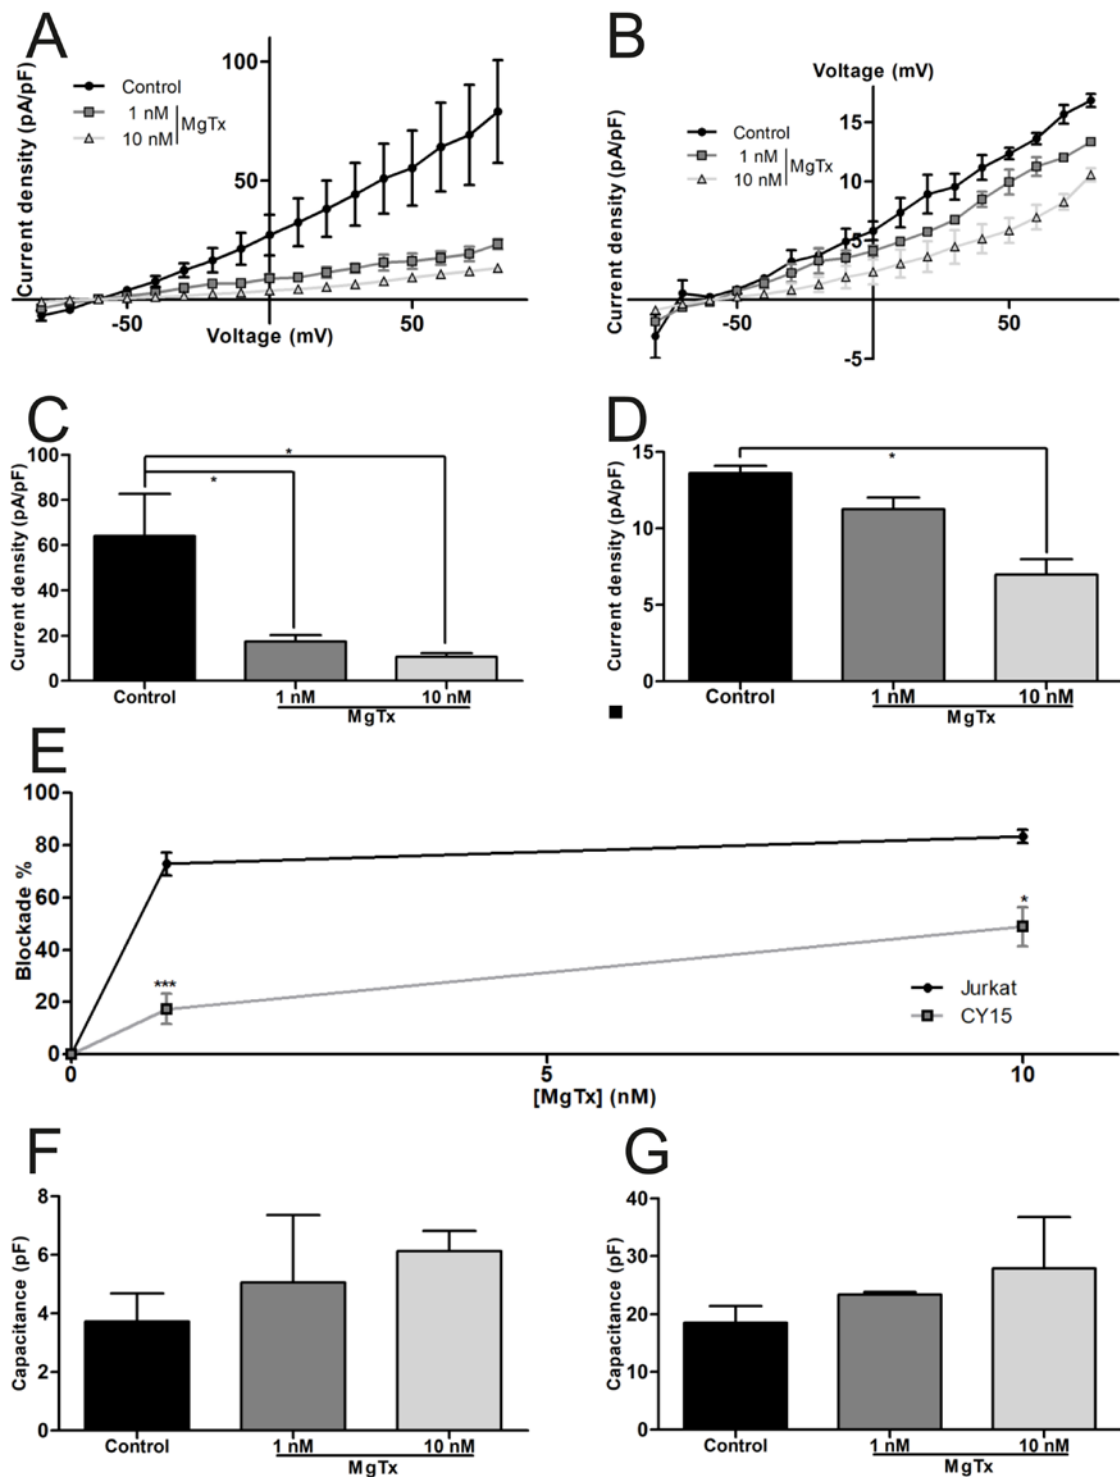 A
Current density (pA/pF)
100
50
-50
50
Voltage (mV)
Control
1 nM
10 nM
MgTx
B
Voltage (mV)
Current density (pA/pF)
15
10
5
-5
-50
50
Control
1 nM
10 nM
MgTx
C
Current density (pA/pF)
100
80
60
40
20
0
*
*
Control
1 nM
10 nM
MgTx
D
Current density (pA/pF)
15
10
5
0
*
Control
1 nM
10 nM
MgTx
E
Blockade %
100
80
60
40
20
0
***
*
Jurkat
CY15
0
5
10
[MgTx] (nM)
F
Capacitance (pF)
8
6
4
2
0
Control
1 nM
10 nM
MgTx
G
Capacitance (pF)
40
30
20
10
0
Control
1 nM
10 nM
MgTx